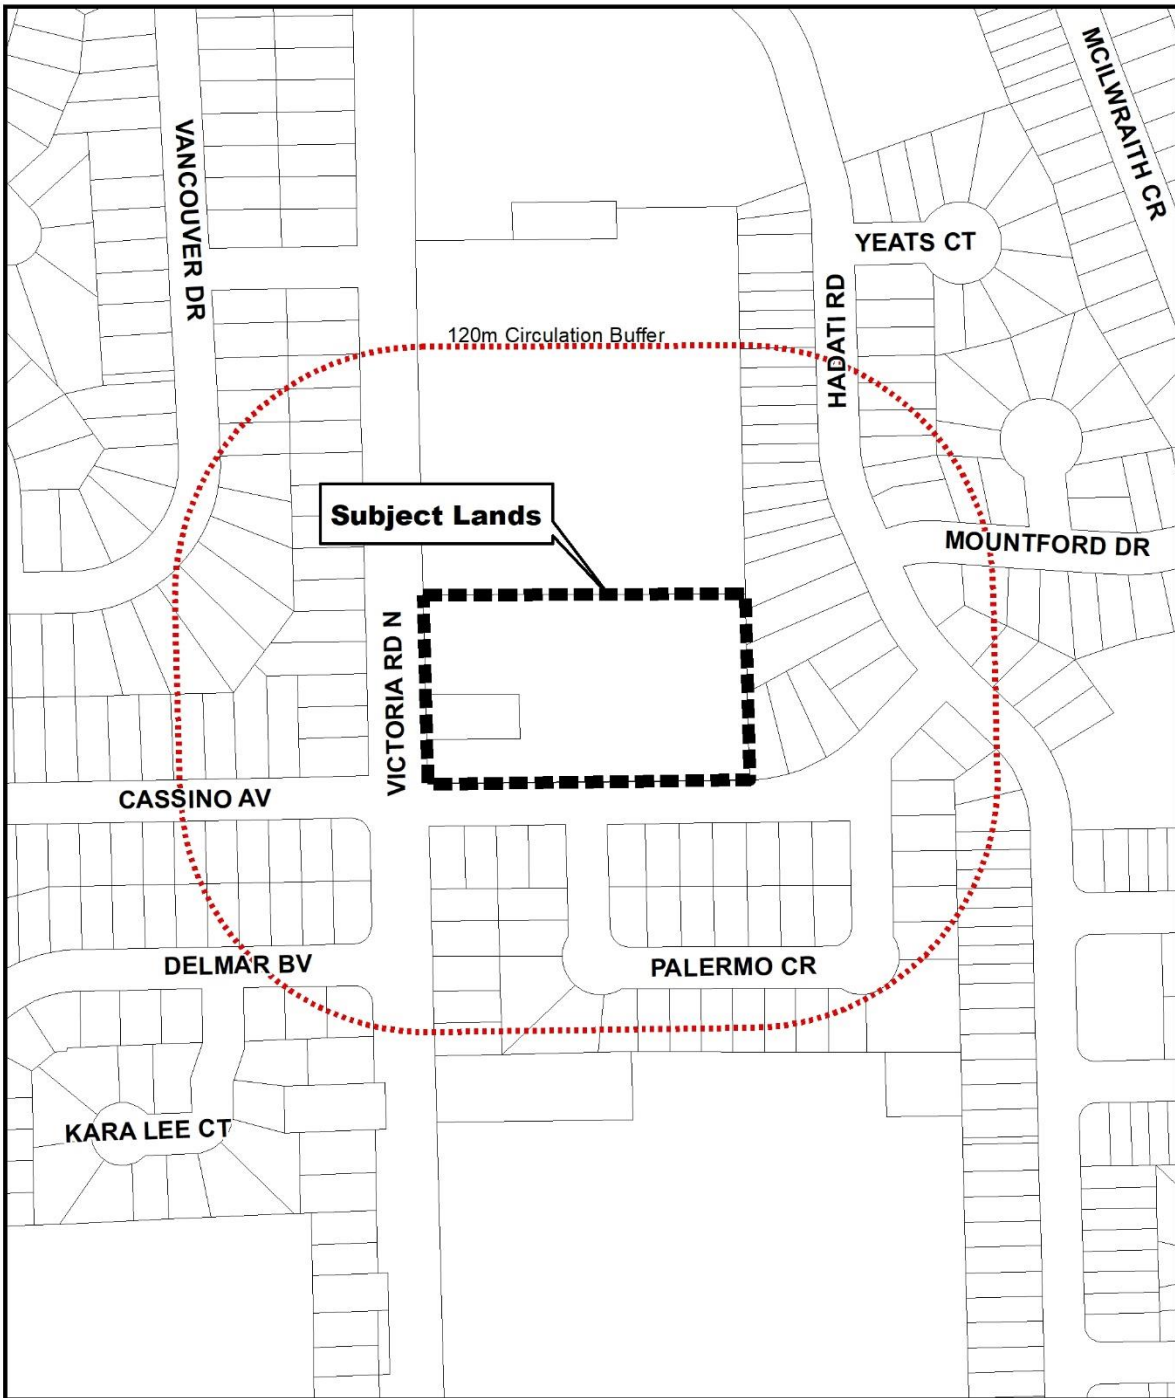 MCILWRAITH CR
VANCOUVER DR
YEATS CT
HADATI RD
120m Circulation Buffer
Subject Lands
MOUNTFORD DR
VICTORIA RD N
CASSINO AV
DELMAR BV
PALERMO CR
KARA LEE CT